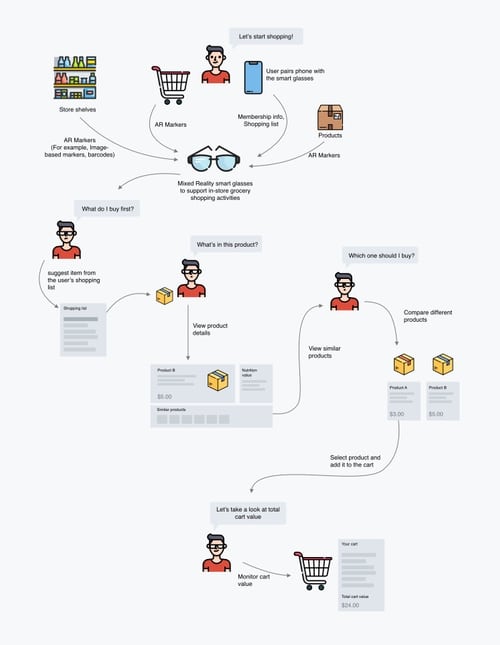 Let's start shopping!
User pairs phone with
the smart glasses
Store shelves
AR Markers
(For example, Image-
based markers, barcodes)
AR Markers
Membership info,
Shopping list
Products
AR Markers
Mixed Reality smart glasses
to support in-store grocery
shopping activities
What do I buy first?
What's in this product?
Which one should I buy?
suggest item from
the user's shopping
list
Shopping list
View product
details
View similar
products
Compare different
products
Product B
$5.00
Nutrition
value
Similar products
Product A
$3.00
Product B
$5.00
Select product and
add it to the cart
Let's take a look at total
cart value
Monitor cart
value
Your cart
Total cart value
$24.00